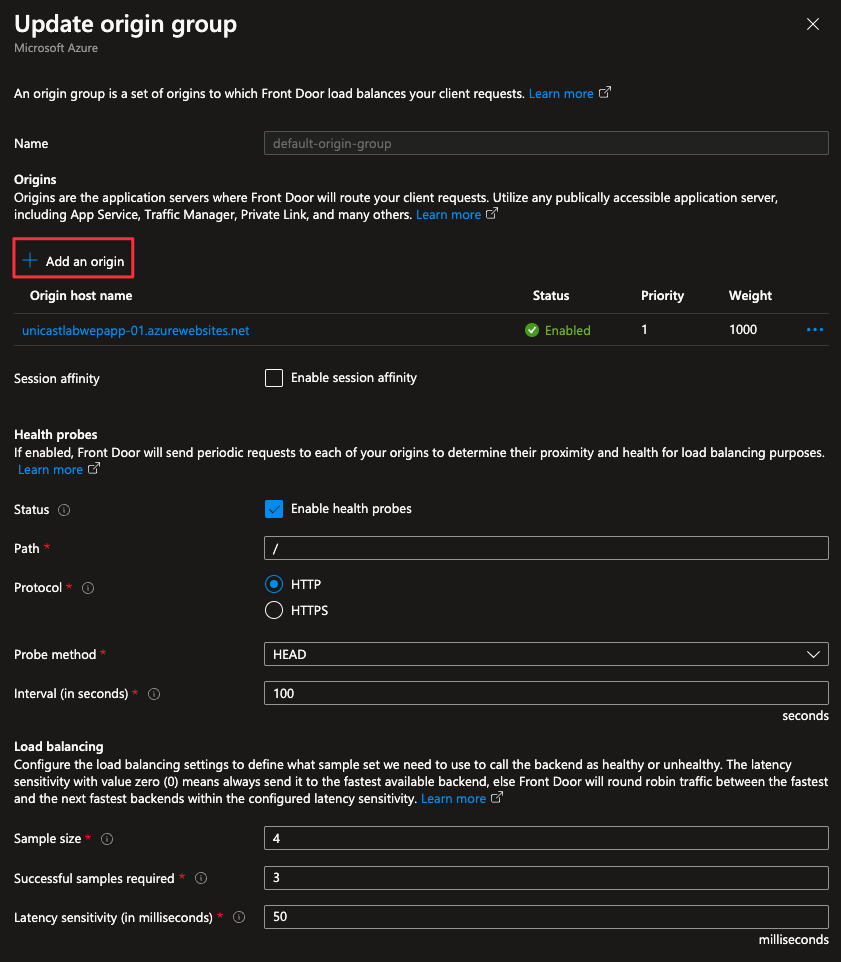 Update origin group
Microsoft Azure
An origin group is a set of origins to which Front Door load balances your client requests. Learn more
Name
default-origin-group
Origins
Origins are the application servers where Front Door will route your client requests. Utilize any publically accessible application server,
including App Service, Traffic Manager, Private Link, and many others. Learn more
Add an origin
Origin host name Status Priority Weight
unicastlabwepapp-01.azurewebsites.net Enabled 1 1000
Session affinity Enable session affinity
Health probes
If enabled, Front Door will send periodic requests to each of your origins to determine their proximity and health for load balancing purposes.
Learn more
Status Enable health probes
Path * /
Protocol * HTTP
HTTPS
Probe method * HEAD
Interval (in seconds) * 100
seconds
Load balancing
Configure the load balancing settings to define what sample set we need to use to call the backend as healthy or unhealthy. The latency
sensitivity with value zero (0) means always send it to the fastest available backend, else Front Door will round robin traffic between the fastest
and the next fastest backends within the configured latency sensitivity. Learn more
Sample size * 4
Successful samples required * 3
Latency sensitivity (in milliseconds) * 50
milliseconds